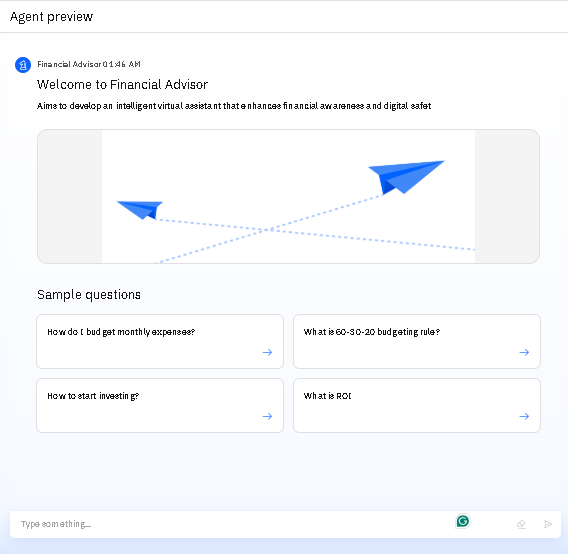 Agent preview
Financial Advisor 01:46 AM
Welcome to Financial Advisor
Aims to develop an intelligent virtual assistant that enhances financial awareness and digital safet
Sample questions
How do I budget monthly expenses?
What is 60-30-20 budgeting rule?
How to start investing?
What is ROI
Type something...